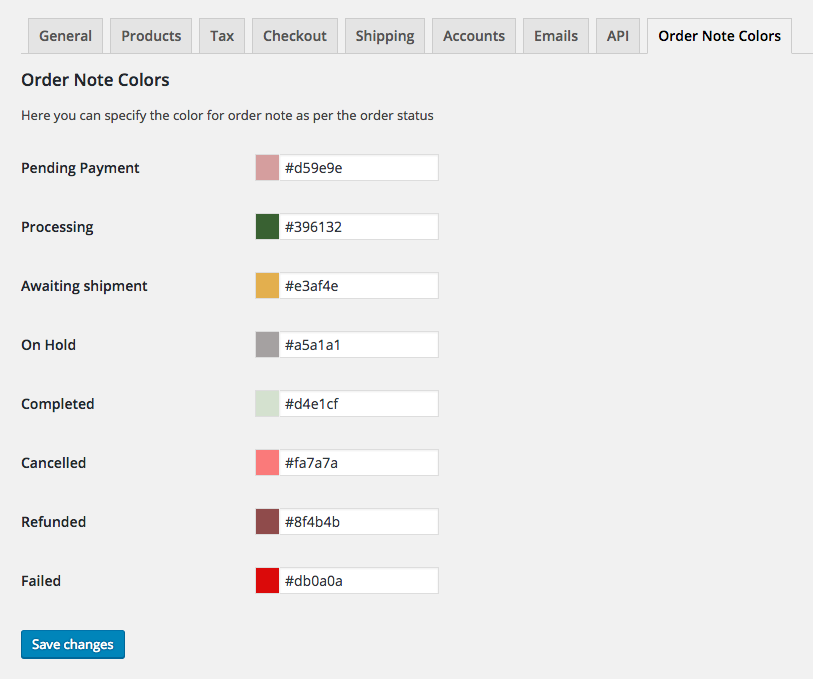 General Products Tax Checkout Shipping Accounts Emails API Order Note Colors
Order Note Colors
Here you can specify the color for order note as per the order status
Pending Payment #d59e9e
Processing #396132
Awaiting shipment #e3af4e
On Hold #a5a1a1
Completed #d4e1cf
Cancelled #fa7a7a
Refunded #8f4b4b
Failed #db0a0a
Save changes